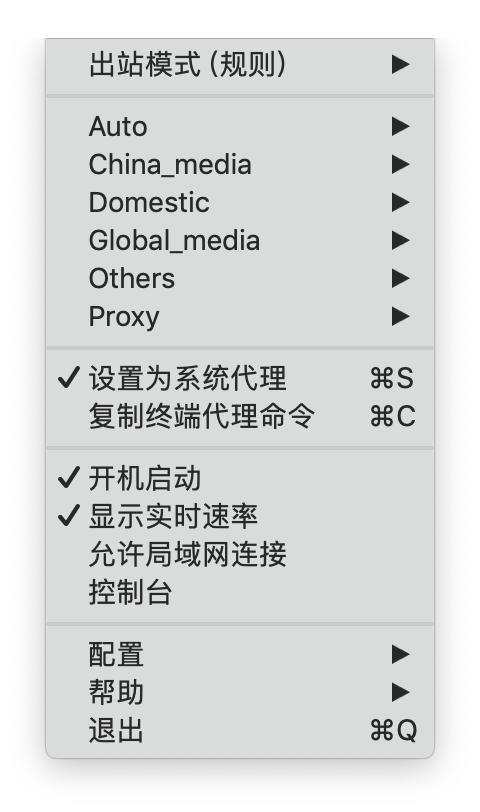 出站模式 (规则)
Auto
China_media
Domestic
Global_media
Others
Proxy
设置为系统代理 ⌘S
复制终端代理命令 ⌘C
开机启动
显示实时速率
允许局域网连接
控制台
配置
帮助
退出 ⌘Q